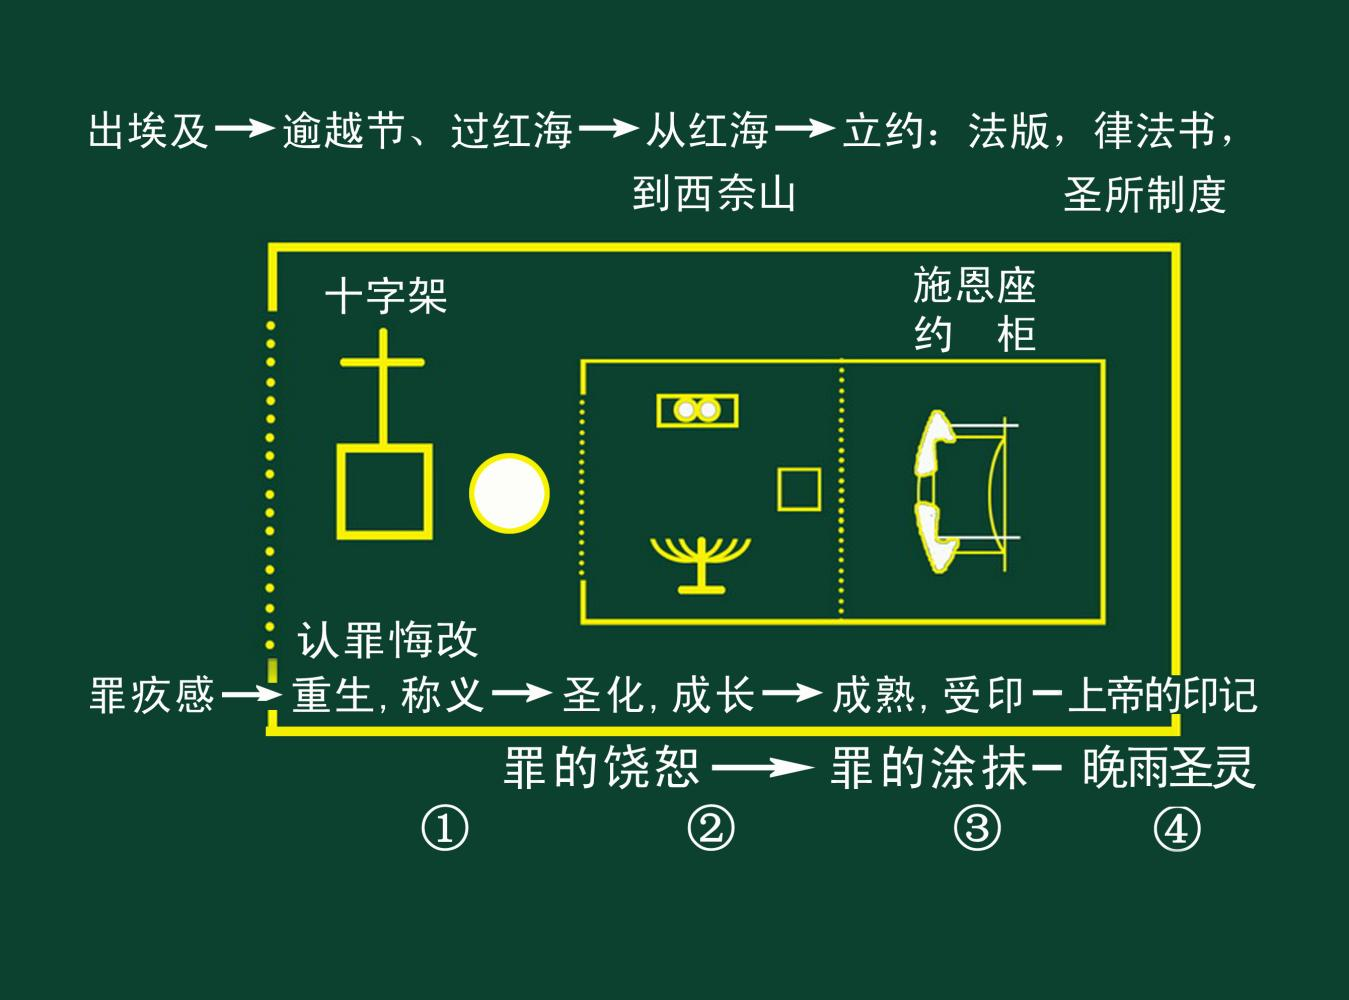 出埃及→逾越节、过红海→从红海→立约：法版，律法书，
到西奈山 圣所制度
十字架
施恩座
约 柜
认罪悔改
罪疚感→重生,称义→圣化,成长→成熟,受印－上帝的印记
罪的饶恕→罪的涂抹－ 晚雨圣灵
① ② ③ ④